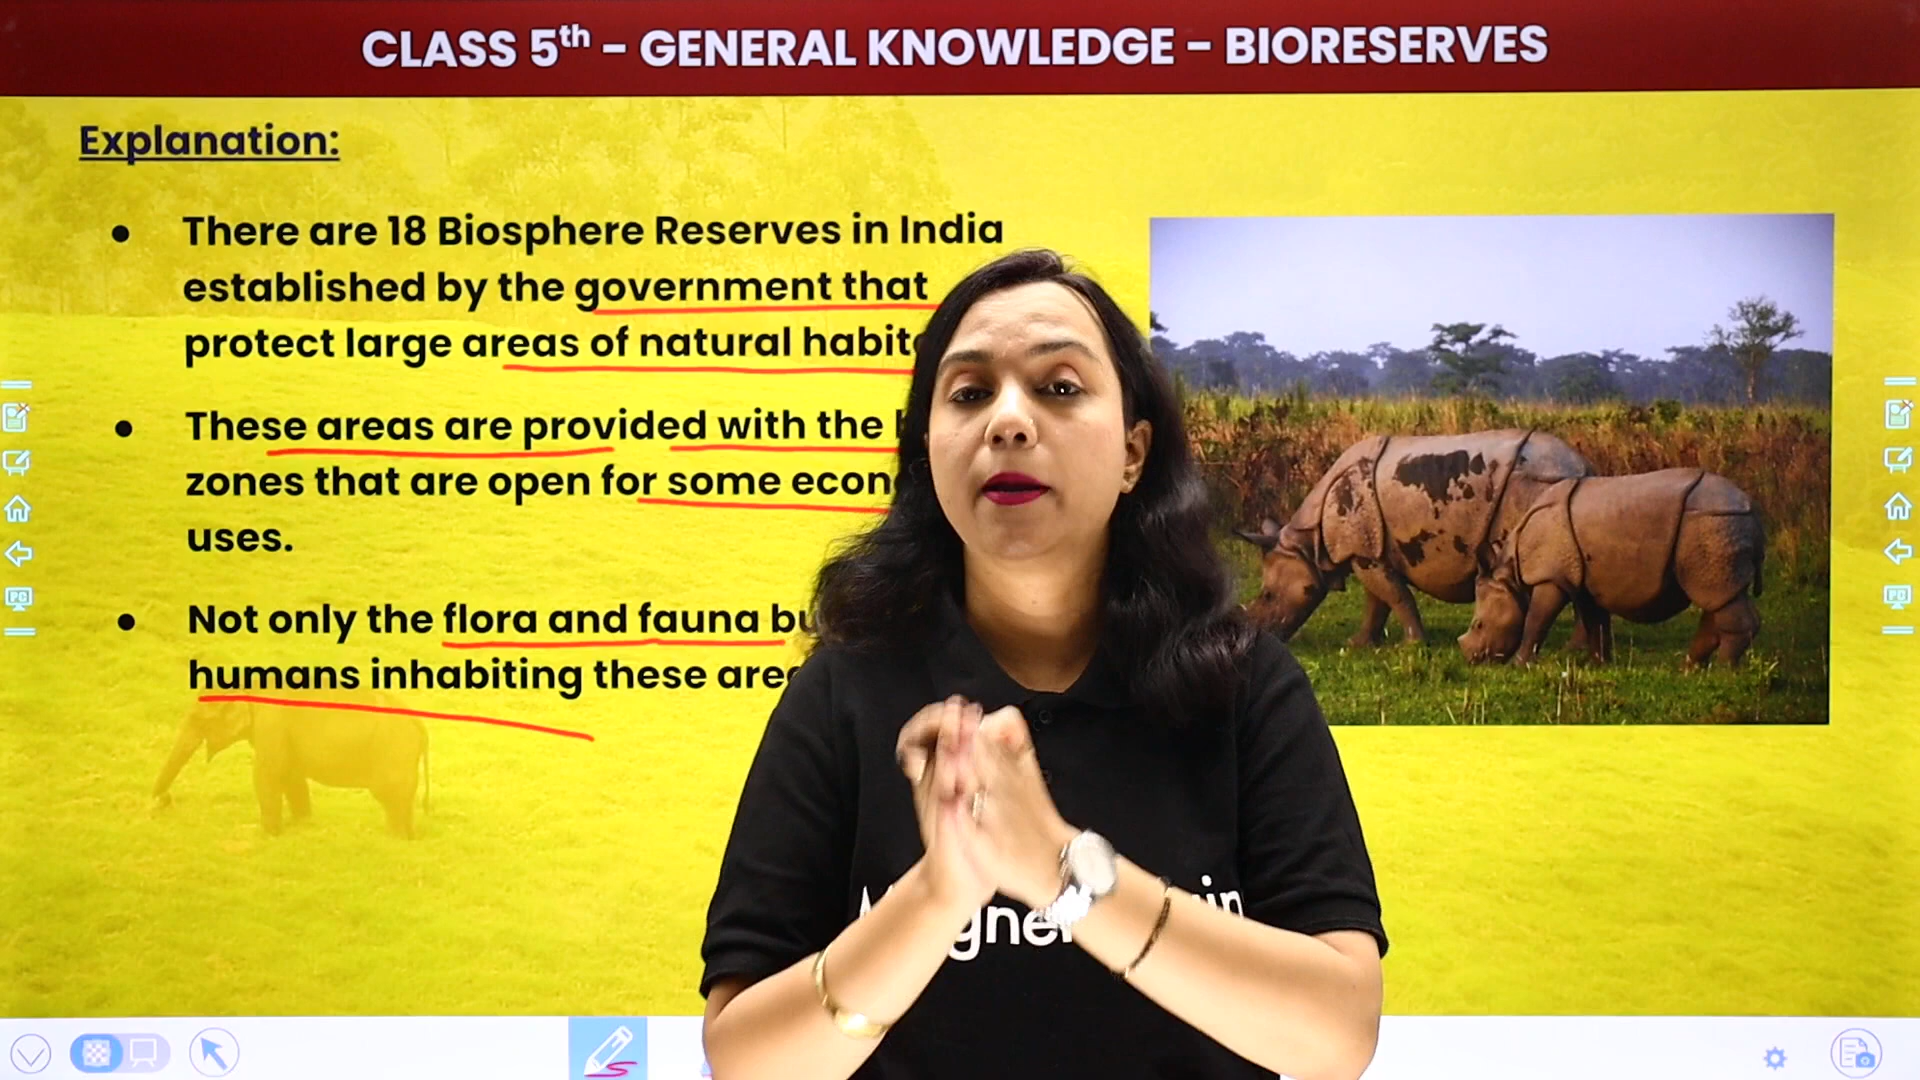 CLASS 5th – GENERAL KNOWLEDGE – BIORESERVES
Explanation:
● There are 18 Biosphere Reserves in India
established by the government that
protect large areas of natural
● These areas are provided with the
zones that are open for some
uses.
● Not only the flora and fauna
humans inhabiting these
PC
PC